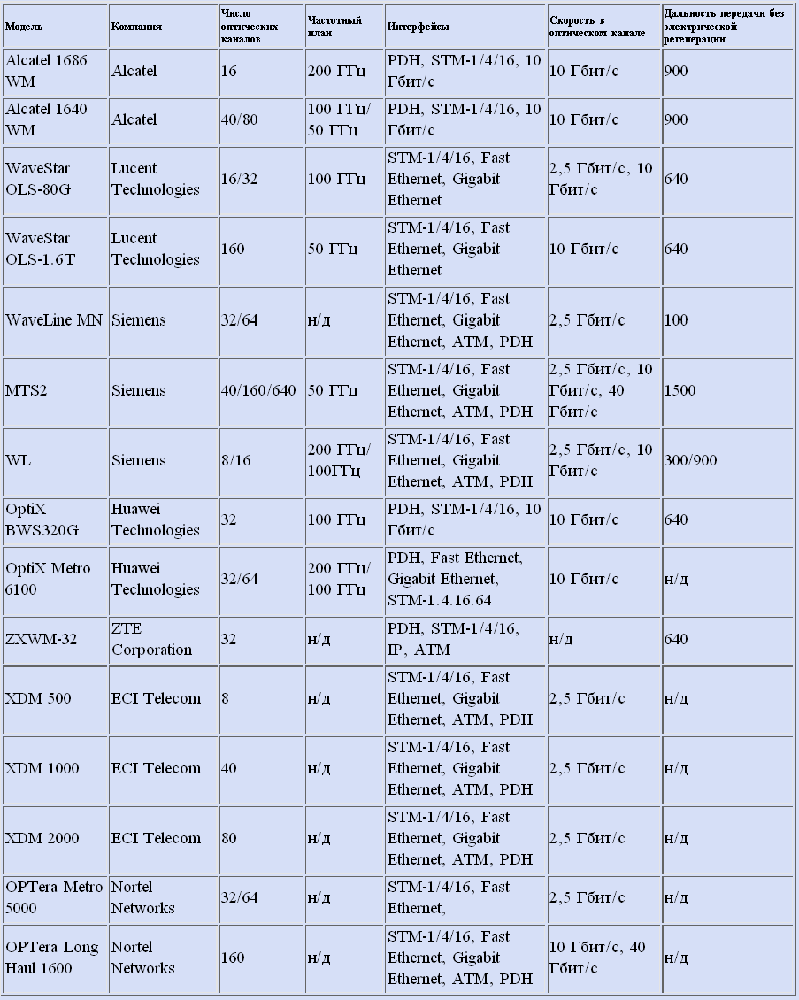 Модель
Компания
Число
оптических
каналов
Частотный
план
Интерфейсы
Скорость в
оптическом канале
Дальность передачи без
электрической
регенерации
Alcatel 1686
WM
Alcatel
16
200 ГГц
PDH, STM-1/4/16, 10
Гбит/с
10 Гбит/с
900
Alcatel 1640
WM
Alcatel
40/80
100 ГГц/
50 ГГц
PDH, STM-1/4/16, 10
Гбит/с
10 Гбит/с
900
WaveStar
OLS-80G
Lucent
Technologies
16/32
100 ГГц
STM-1/4/16, Fast
Ethernet, Gigabit
Ethernet
2,5 Гбит/с, 10
Гбит/с
640
WaveStar
OLS-1.6T
Lucent
Technologies
160
50 ГГц
STM-1/4/16, Fast
Ethernet, Gigabit
Ethernet
10 Гбит/с
640
WaveLine MN
Siemens
32/64
н/д
STM-1/4/16, Fast
Ethernet, Gigabit
Ethernet, ATM, PDH
2,5 Гбит/с
100
MTS2
Siemens
40/160/640
50 ГГц
STM-1/4/16, Fast
Ethernet, Gigabit
Ethernet, ATM, PDH
2,5 Гбит/с, 10
Гбит/с, 40
Гбит/с
1500
WL
Siemens
8/16
200 ГГц/
100ГГц
STM-1/4/16, Fast
Ethernet, Gigabit
Ethernet, ATM, PDH
2,5 Гбит/с, 10
Гбит/с
300/900
OptiX
BWS320G
Huawei
Technologies
32
100 ГГц
PDH, STM-1/4/16, 10
Гбит/с
10 Гбит/с
640
OptiX Metro
6100
Huawei
Technologies
32/64
200 ГГц/
100 ГГц
PDH, Fast Ethernet,
Gigabit Ethernet,
STM-1.4.16.64
10 Гбит/с
н/д
ZXWM-32
ZTE
Corporation
32
н/д
PDH, STM-1/4/16,
IP, ATM
н/д
640
XDM 500
ECI Telecom
8
н/д
STM-1/4/16, Fast
Ethernet, Gigabit
Ethernet, ATM, PDH
2,5 Гбит/с
н/д
XDM 1000
ECI Telecom
40
н/д
STM-1/4/16, Fast
Ethernet, Gigabit
Ethernet, ATM, PDH
2,5 Гбит/с
н/д
XDM 2000
ECI Telecom
80
н/д
STM-1/4/16, Fast
Ethernet, Gigabit
Ethernet, ATM, PDH
2,5 Гбит/с
н/д
OPTera Metro
5000
Nortel
Networks
32/64
н/д
STM-1/4/16, Fast
Ethernet,
2,5 Гбит/с
н/д
OPTera Long
Haul 1600
Nortel
Networks
160
н/д
STM-1/4/16, Fast
Ethernet, Gigabit
Ethernet, ATM, PDH
10 Гбит/с, 40
Гбит/с
н/д